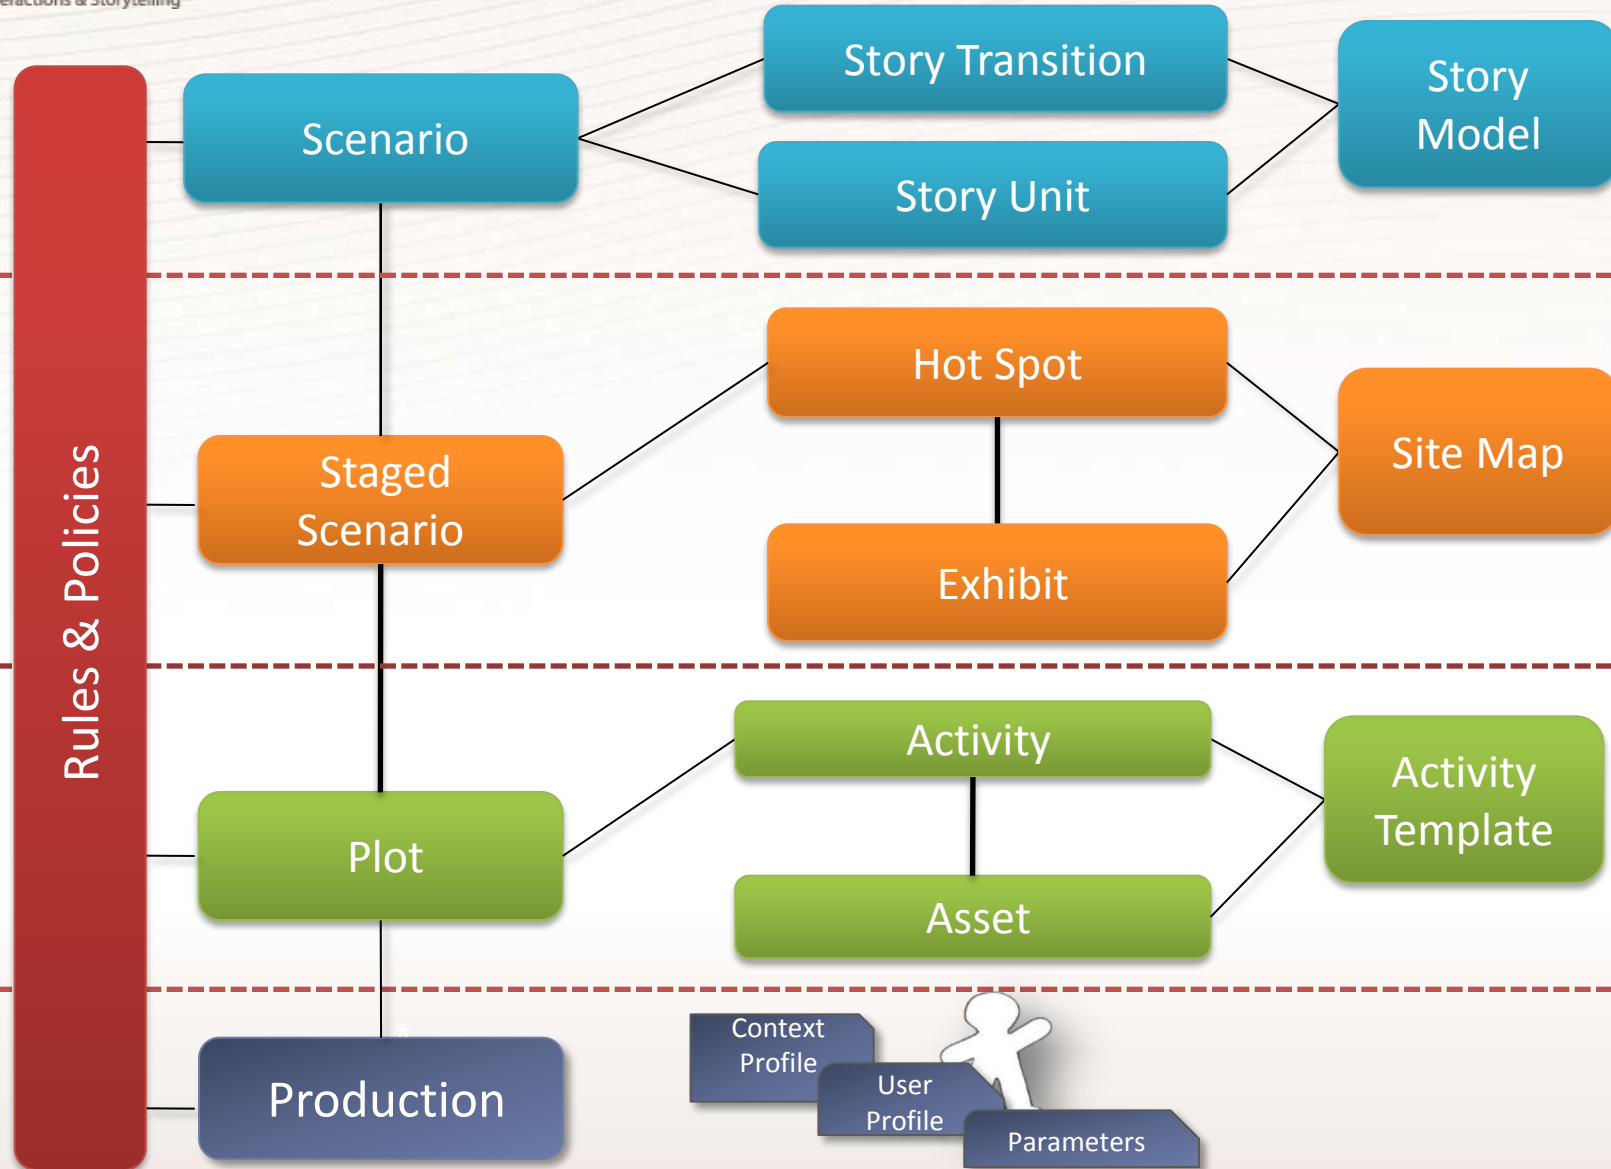 & Storytelling
Story Transition
Story
Model
Scenario
Story Unit
Hot Spot
Staged
Scenario
Site Map
Exhibit
Rules & Policies
Activity
Activity
Template
Plot
Asset
*
Production
Context
Profile
User
Profile
Parameters